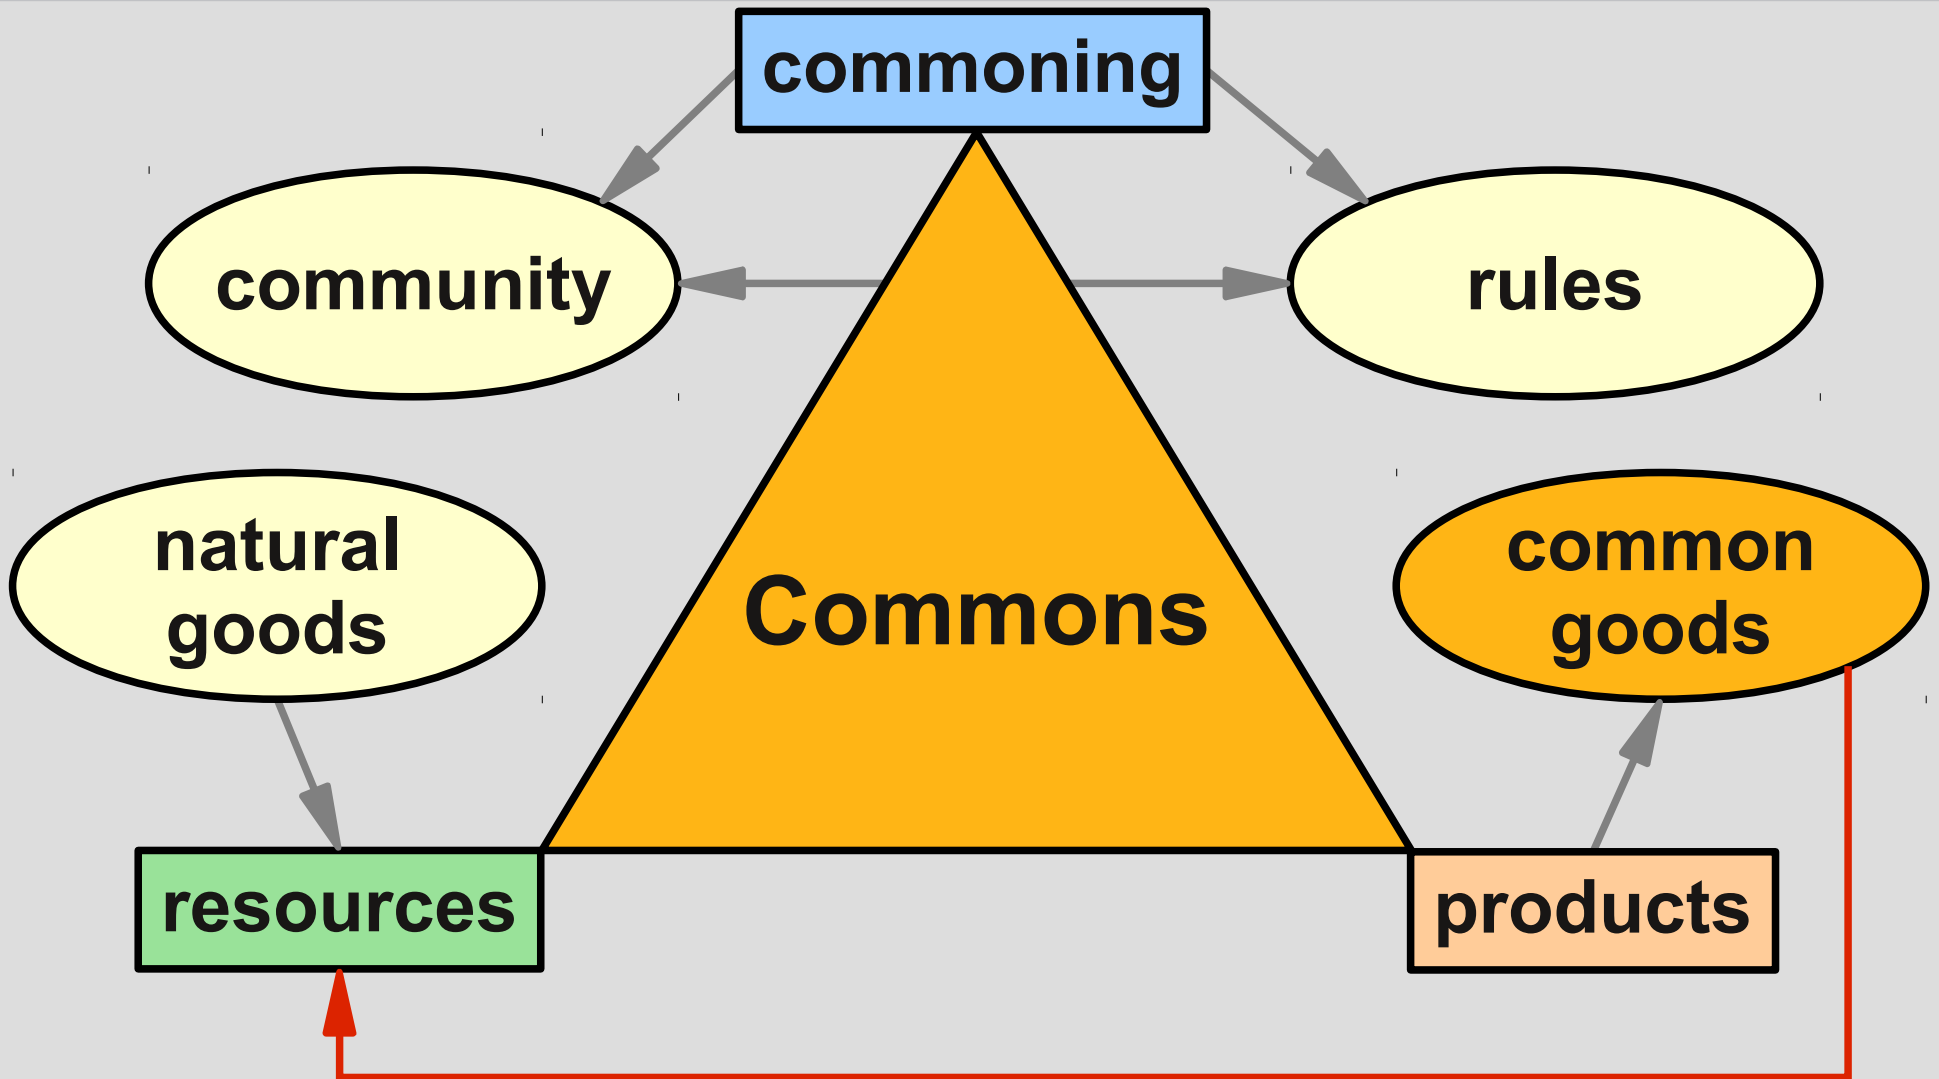 commoning
community
rules
natural
goods
Commons
common
goods
resources
products